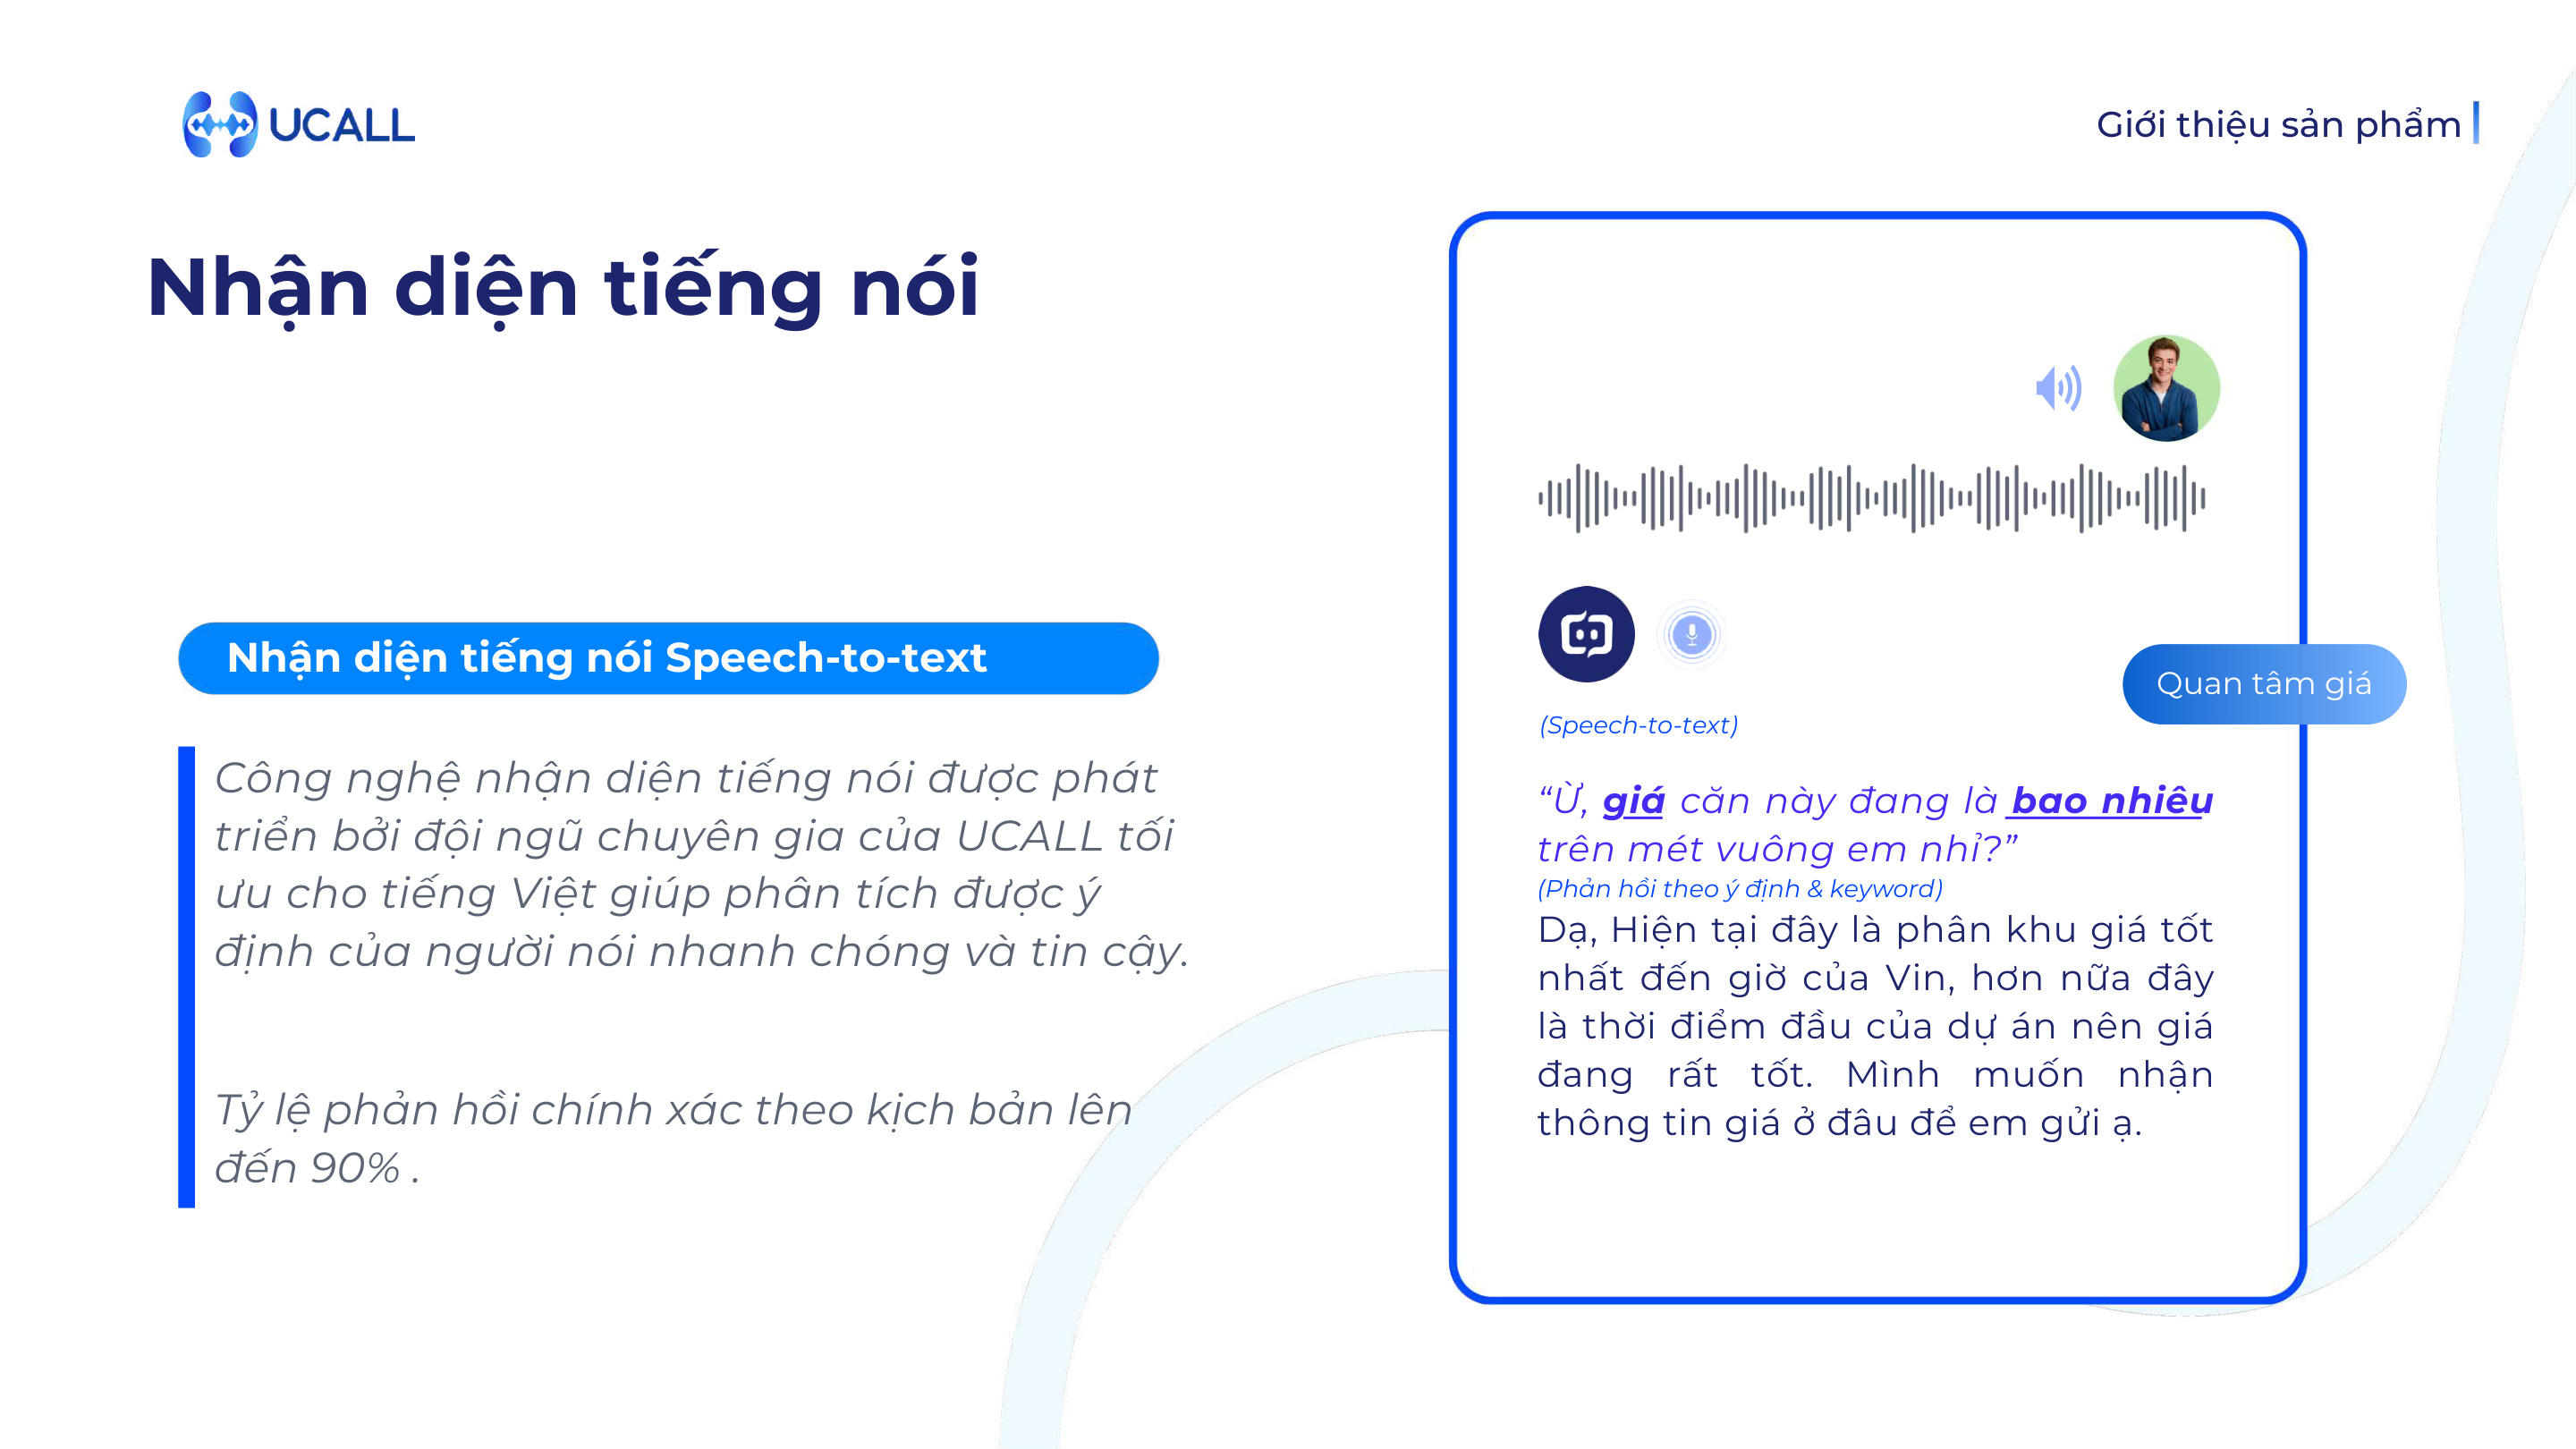 UCALL
Giới thiệu sản phẩm
Nhận diện tiếng nói
Nhận diện tiếng nói Speech-to-text
Công nghệ nhận diện tiếng nói được phát
triển bởi đội ngũ chuyên gia của UCALL tối
ưu cho tiếng Việt giúp phân tích được ý
định của người nói nhanh chóng và tin cậy.
Tỷ lệ phản hồi chính xác theo kịch bản lên
đến 90% .
Quan tâm giá
(Speech-to-text)
“Ừ, giá căn này đang là bao nhiêu
trên mét vuông em nhỉ?”
(Phản hồi theo ý định & keyword)
Dạ, Hiện tại đây là phân khu giá tốt
nhất đến giờ của Vin, hơn nữa đây
là thời điểm đầu của dự án nên giá
đang rất tốt. Mình muốn nhận
thông tin giá ở đâu để em gửi ạ.